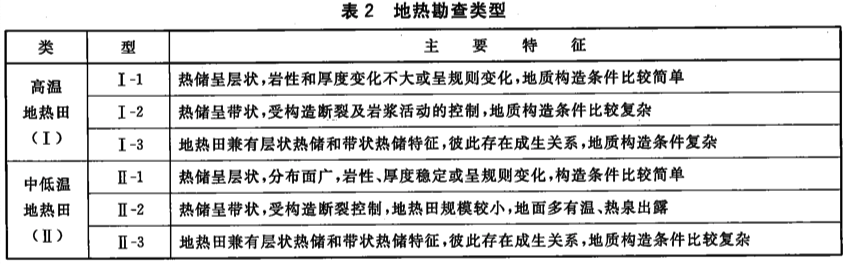 表 2 地热勘查类型
类 型 主 要 特 征
高温
地热田
(Ⅰ)
Ⅰ-1 热储呈层状,岩性和厚度变化不大或呈规则变化,地质构造条件比较简单
Ⅰ-2 热储呈带状,受构造断裂及岩浆活动的控制,地质构造条件比较复杂
Ⅰ-3 地热田兼有层状热储和带状热储特征,彼此存在成生关系,地质构造条件复杂
中低温
地热田
(Ⅱ)
Ⅱ-1 热储呈层状,分布面广,岩性、厚度稳定或呈规则变化,构造条件比较简单
Ⅱ-2 热储呈带状,受构造断裂控制,地热田规模较小,地面多有温、热泉出露
Ⅱ-3 地热田兼有层状热储和带状热储特征,彼此存在成生关系,地质构造条件比较复杂